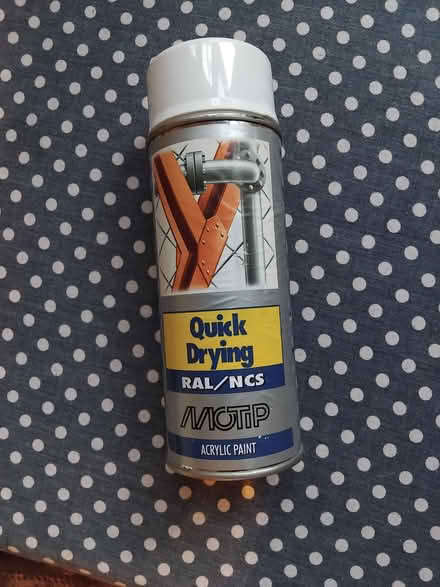 Quick
Drying
RAL/NCS
MOTIP
ACRYLIC PAINT